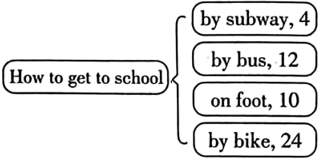 How to get to school
by subway, 4
by bus, 12
on foot, 10
by bike, 24